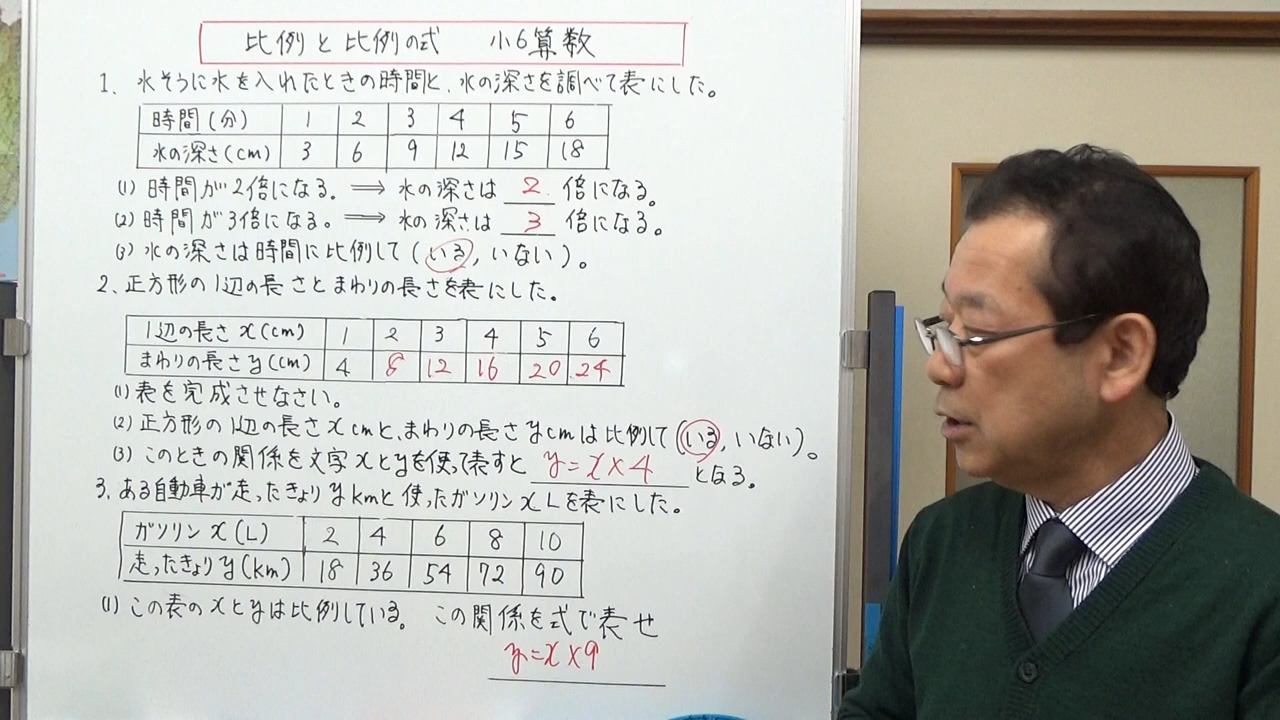 比例と比例の式 小6算数
1. 水そうに水を入れたときの時間と、水の深さを調べて表にした。
時間(分) 1 2 3 4 5 6
水の深さ(cm) 3 6 9 12 15 18
(1) 時間が2倍になる。 ⟹ 水の深さは 2 倍になる。
(2) 時間が3倍になる。 ⟹ 水の深さは 3 倍になる。
(3) 水の深さは時間に比例して(いる, いない)。
2、正方形の1辺の長さとまわりの長さを表にした。
1辺の長さx(cm) 1 2 3 4 5 6
まわりの長さy(cm) 4 8 12 16 20 24
(1) 表を完成させなさい。
(2) 正方形の1辺の長さxcmと、まわりの長さycmは比例して(いる, いない)。
(3) このときの関係を文字xとyを使って表すと y=x×4 となる。
3. ある自動車が走ったきょりykmと使ったガソリンxLを表にした。
ガソリンx(L) 2 4 6 8 10
走ったきょりy(km) 18 36 54 72 90
(1) この表のxとyは比例している。 この関係を式で表せ
y=x×9